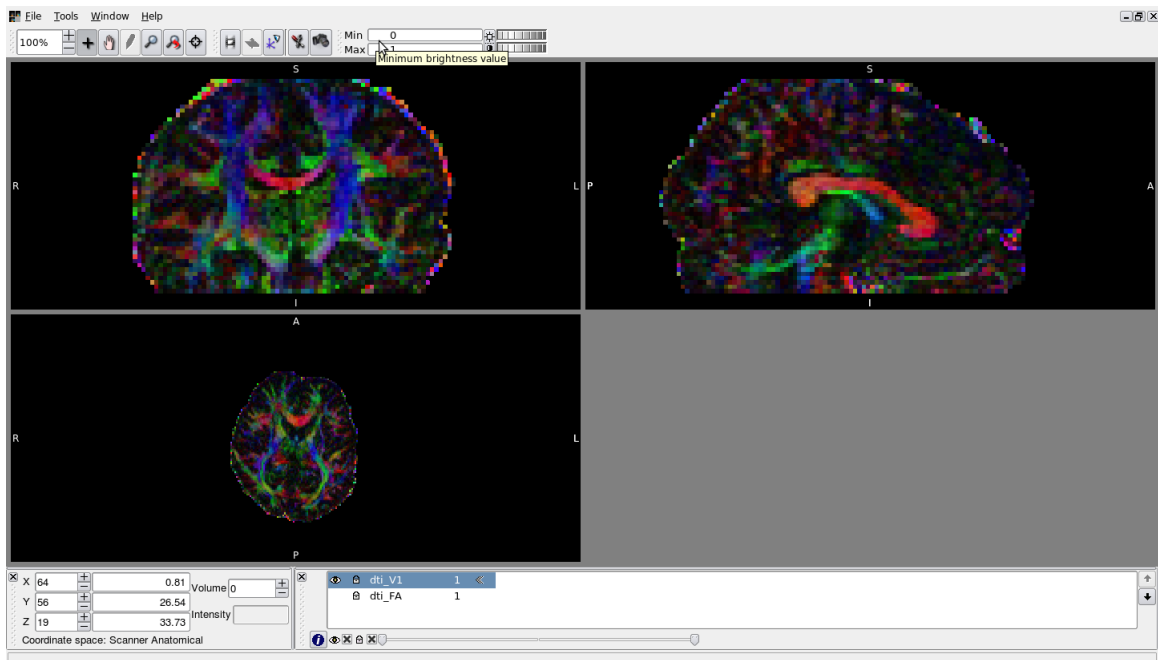 File Tools Window Help
100%
Min 0
Max 1
Minimum brightness value
S
R
L
I
S
P
A
I
A
R
L
P
X 64 0.81
Y 56 26.54
Z 19 33.73
Volume 0
Intensity
Coordinate space: Scanner Anatomical
dti_V1 1
dti_FA 1